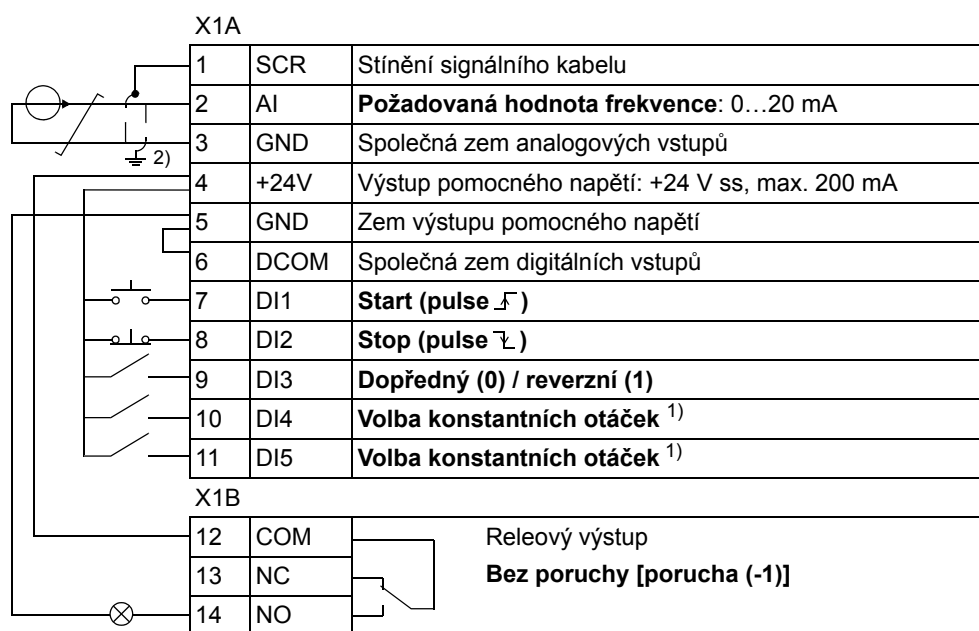 X1A
1 SCR Stínění signálního kabelu
2 AI Požadovaná hodnota frekvence: 0…20 mA
3 GND Společná zem analogových vstupů
2)
4 +24V Výstup pomocného napětí: +24 V ss, max. 200 mA
5 GND Zem výstupu pomocného napětí
6 DCOM Společná zem digitálních vstupů
7 DI1 Start (pulse )
8 DI2 Stop (pulse )
9 DI3 Dopředný (0) / reverzní (1)
10 DI4 Volba konstantních otáček 1)
11 DI5 Volba konstantních otáček 1)
X1B
12 COM Releový výstup
13 NC Bez poruchy [porucha (-1)]
14 NO